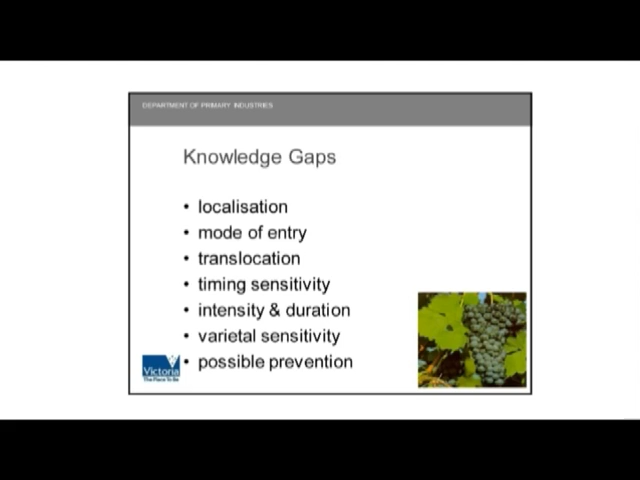 DEPARTMENT OF PRIMARY INDUSTRIES
Knowledge Gaps
• localisation
• mode of entry
• translocation
• timing sensitivity
• intensity & duration
• varietal sensitivity
• possible prevention
Victoria
The Place To Be